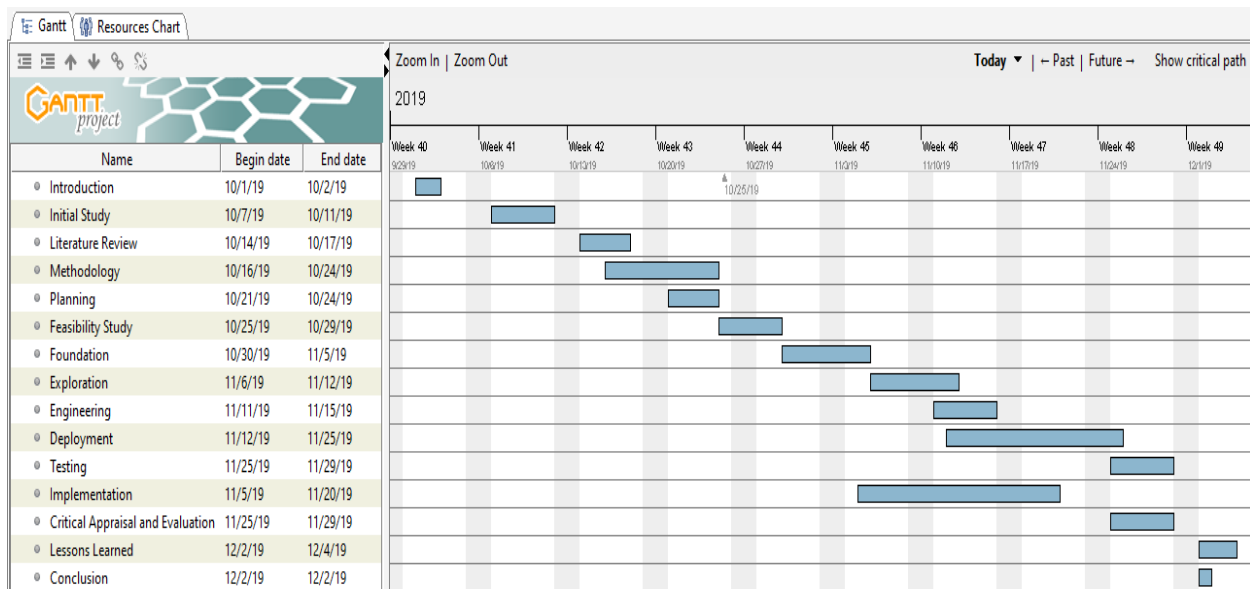 Gantt Resources Chart
Zoom In | Zoom Out Today ▼ | ← Past | Future → Show critical path
GANTT project
2019
Week 40 Week 41 Week 42 Week 43 Week 44 Week 45 Week 46 Week 47 Week 48 Week 49
9/29/19 10/6/19 10/13/19 10/20/19 10/27/19 11/3/19 11/10/19 11/17/19 11/24/19 12/1/19
Name Begin date End date
Introduction 10/1/19 10/2/19 10/25/19
Initial Study 10/7/19 10/11/19
Literature Review 10/14/19 10/17/19
Methodology 10/16/19 10/24/19
Planning 10/21/19 10/24/19
Feasibility Study 10/25/19 10/29/19
Foundation 10/30/19 11/5/19
Exploration 11/6/19 11/12/19
Engineering 11/11/19 11/15/19
Deployment 11/12/19 11/25/19
Testing 11/25/19 11/29/19
Implementation 11/5/19 11/20/19
Critical Appraisal and Evaluation 11/25/19 11/29/19
Lessons Learned 12/2/19 12/4/19
Conclusion 12/2/19 12/2/19